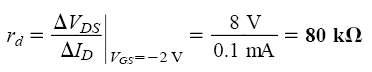 r_d = ΔV_DS / ΔI_D |_{V_GS = −2 V} = 8 V / 0.1 mA = 80 kΩ